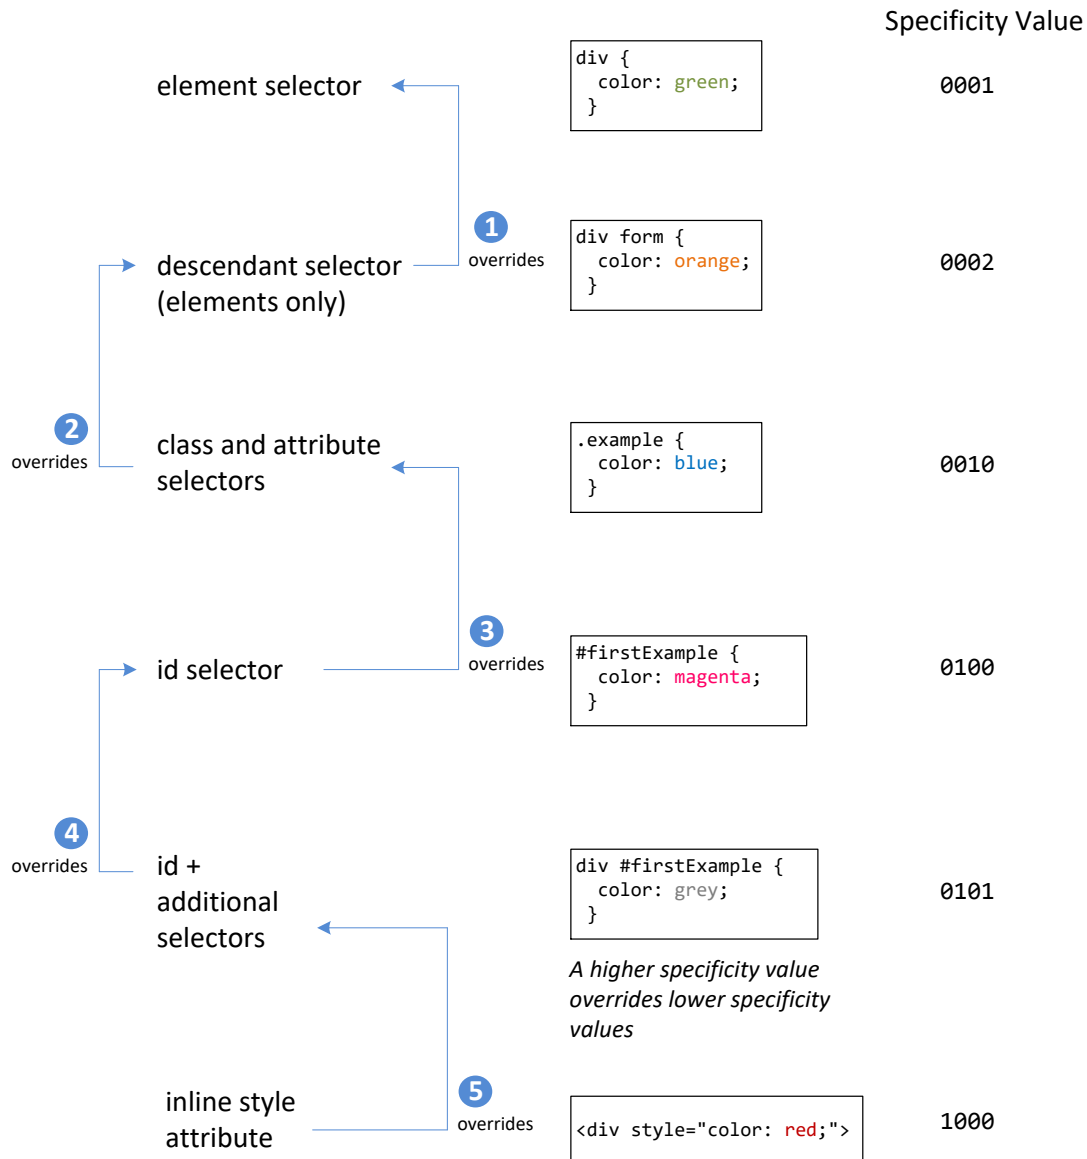 Specificity Value
element selector
div {
color: green;
}
0001
1
overrides
descendant selector
(elements only)
div form {
color: orange;
}
0002
2
overrides
class and attribute
selectors
.example {
color: blue;
}
0010
3
overrides
id selector
#firstExample {
color: magenta;
}
0100
4
overrides
id +
additional
selectors
div #firstExample {
color: grey;
}
0101
A higher specificity value
overrides lower specificity
values
5
overrides
inline style
attribute
<div style="color: red;">
1000